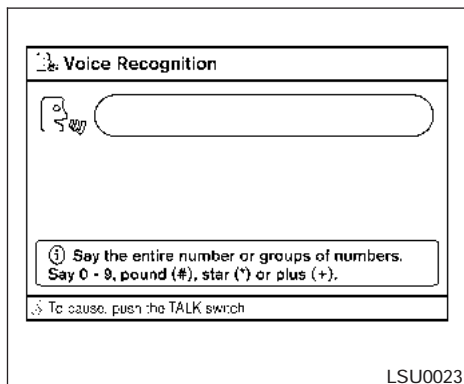 Voice Recognition
ⓘ Say the entire number or groups of numbers.
Say 0 - 9, pound (#), star (*) or plus (+).
To pause, push the TALK switch
LSU0023